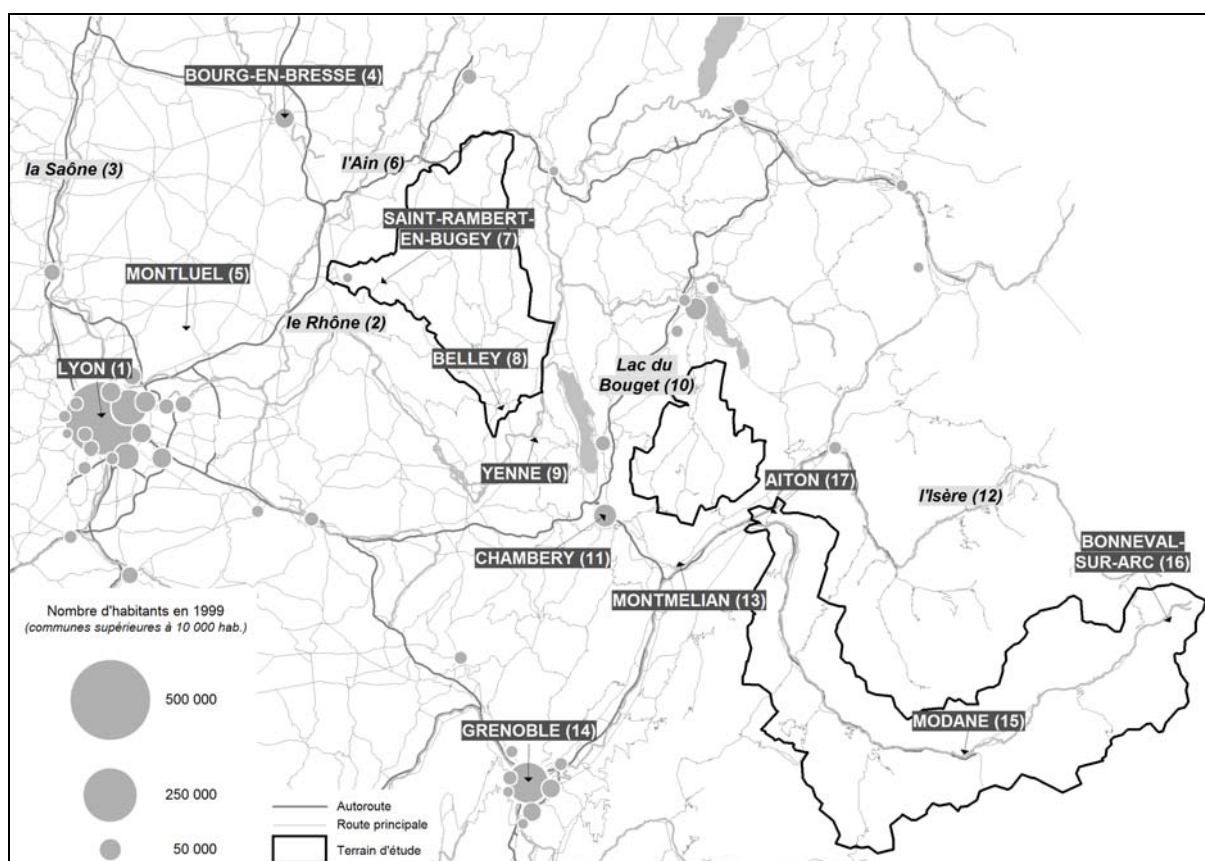 BOURG-EN-BRESSE (4)
la Saône (3)
l'Ain (6)
SAINT-RAMBERT-
EN-BUGEY (7)
MONTLUEL (5)
le Rhône (2)
LYON (1)
BELLEY (8)
Lac du
Bouget (10)
YENNE (9)
AITON (17)
l'Isère (12)
CHAMBERY (11)
BONNEVAL-
SUR-ARC (16)
MONTMELIAN (13)
Nombre d'habitants en 1999
(communes supérieures à 10 000 hab.)
500 000
250 000
50 000
GRENOBLE (14)
MODANE (15)
Autoroute
Route principale
Terrain d'étude